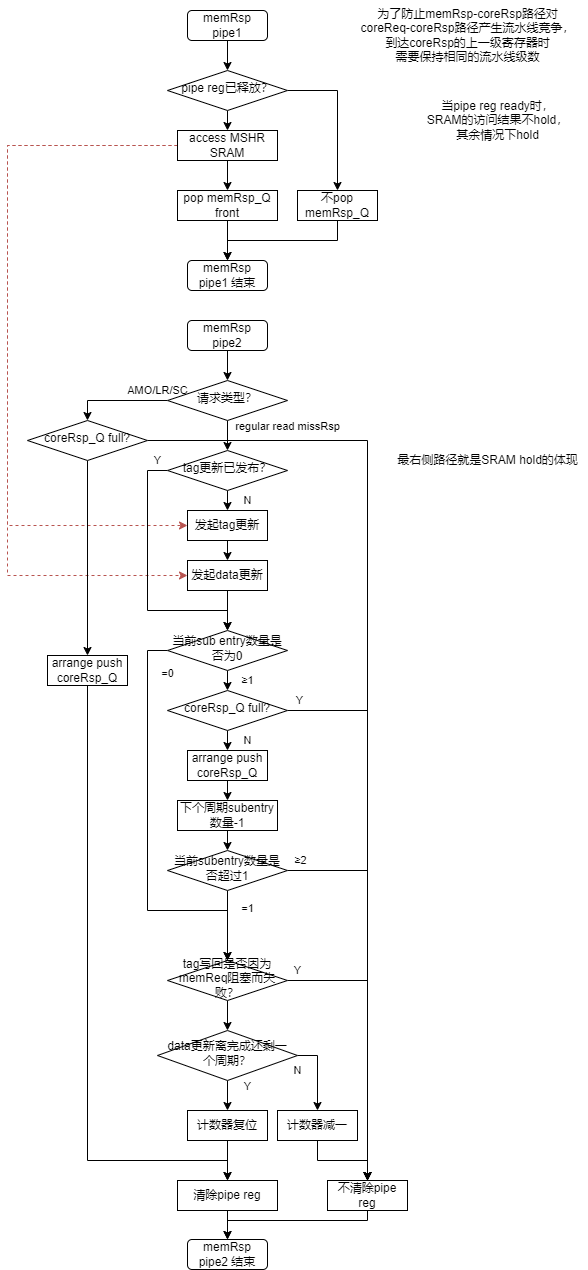 memRsp
pipe1
为了防止memRsp-coreRsp路径对
coreReq-coreRsp路径产生流水线竞争，
到达coreRsp的上一级寄存器时
需要保持相同的流水线级数
pipe reg已释放？
当pipe reg ready时，
SRAM的访问结果不hold，
其余情况下hold
access MSHR
SRAM
pop memRsp_Q
front
不pop
memRsp_Q
memRsp
pipe1 结束
memRsp
pipe2
AMO/LR/SC
请求类型？
regular read missRsp
coreRsp_Q full？
最右侧路径就是SRAM hold的体现
Y
tag更新已发布？
N
发起tag更新
发起data更新
当前sub entry数量是
否为0
=0
≥1
arrange push
coreRsp_Q
coreRsp_Q full？
Y
N
arrange push
coreRsp_Q
下个周期subentry
数量-1
当前subentry数量是
否超过1
≥2
=1
tag写回是否因为
memReq阻塞而失
败？
Y
data更新离完成还剩一
个周期？
N
Y
计数器复位
计数器减一
清除pipe reg
不清除pipe
reg
memRsp
pipe2 结束